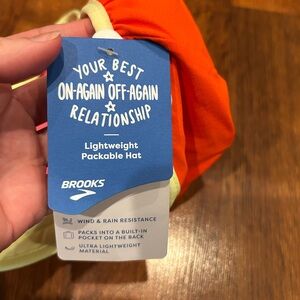 YOUR BEST
ON-AGAIN OFF-AGAIN
RELATIONSHIP
Lightweight
Packable Hat
BROOKS
WIND & RAIN RESISTANCE
PACKS INTO A BUILT-IN
POCKET ON THE BACK
ULTRA LIGHTWEIGHT
MATERIAL